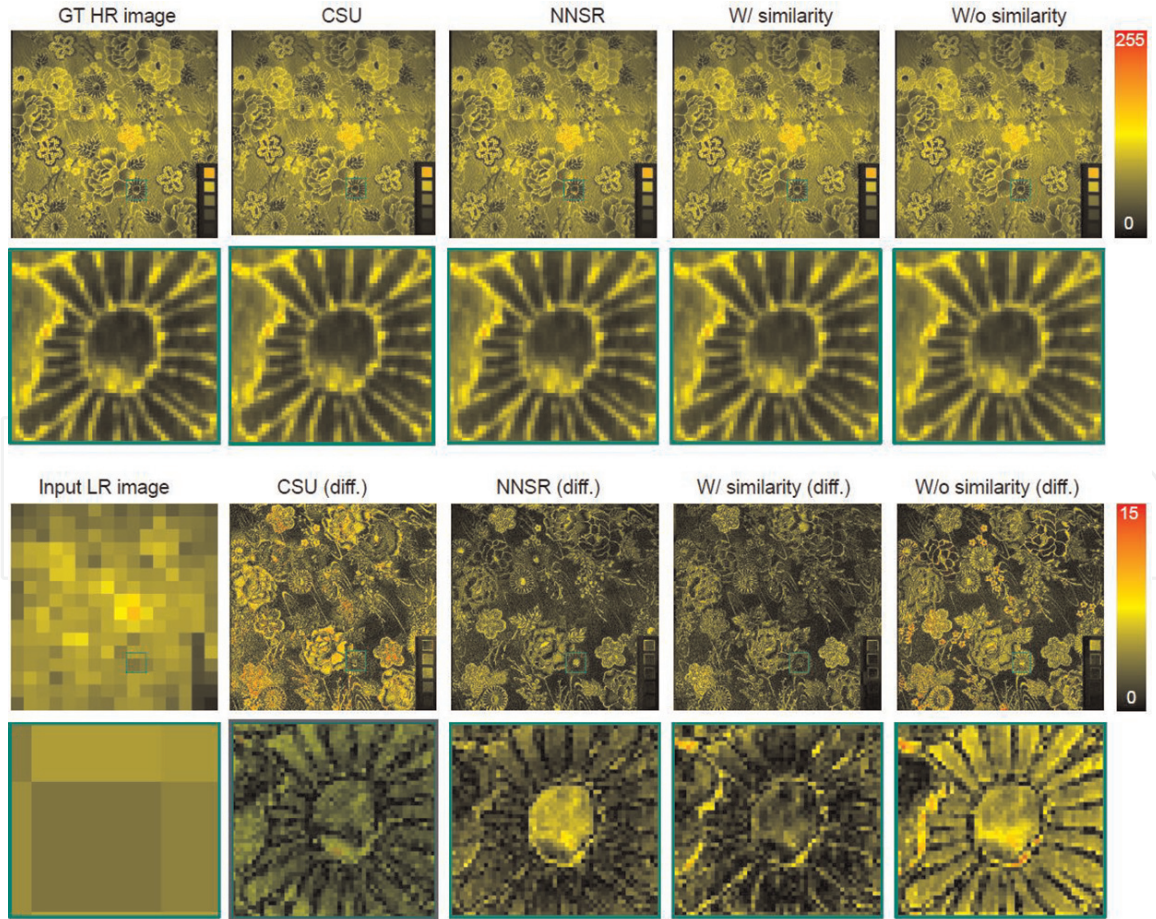 GT HR image
CSU
NNSR
W/ similarity
W/o similarity
255
0
Input LR image
CSU (diff.)
NNSR (diff.)
W/ similarity (diff.)
W/o similarity (diff.)
15
0